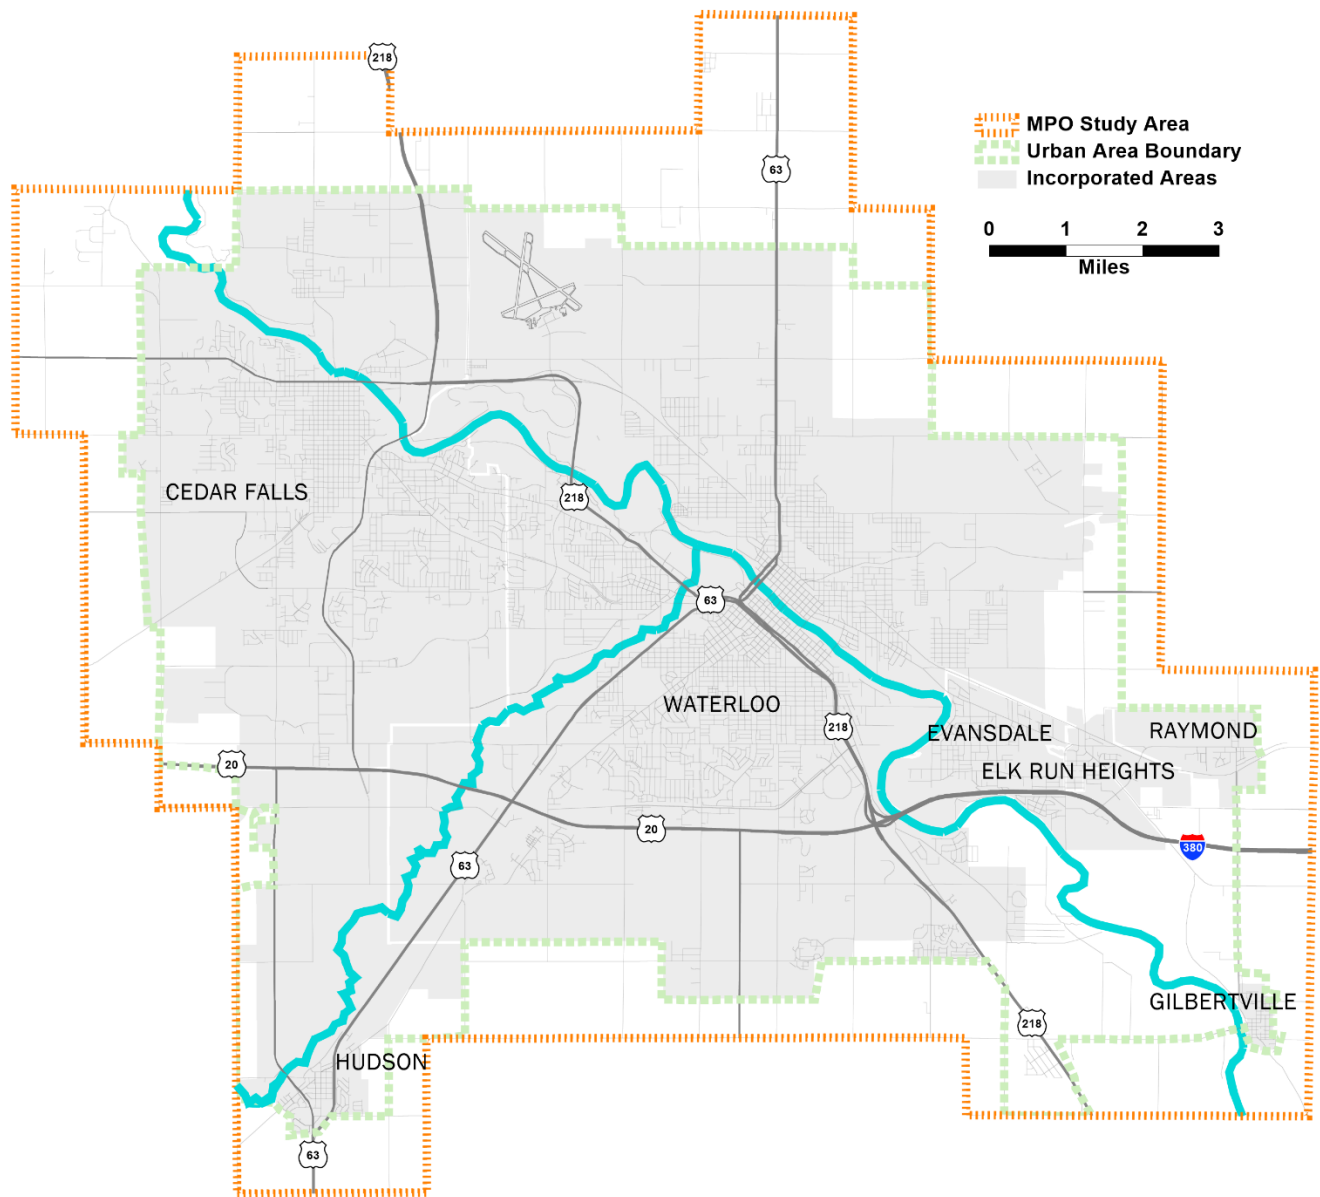 218
63
MPO Study Area
Urban Area Boundary
Incorporated Areas
0 1 2 3
Miles
CEDAR FALLS
218
63
WATERLOO
218
EVANSDALE
RAYMOND
20
ELK RUN HEIGHTS
20
380
63
GILBERTVILLE
218
HUDSON
63